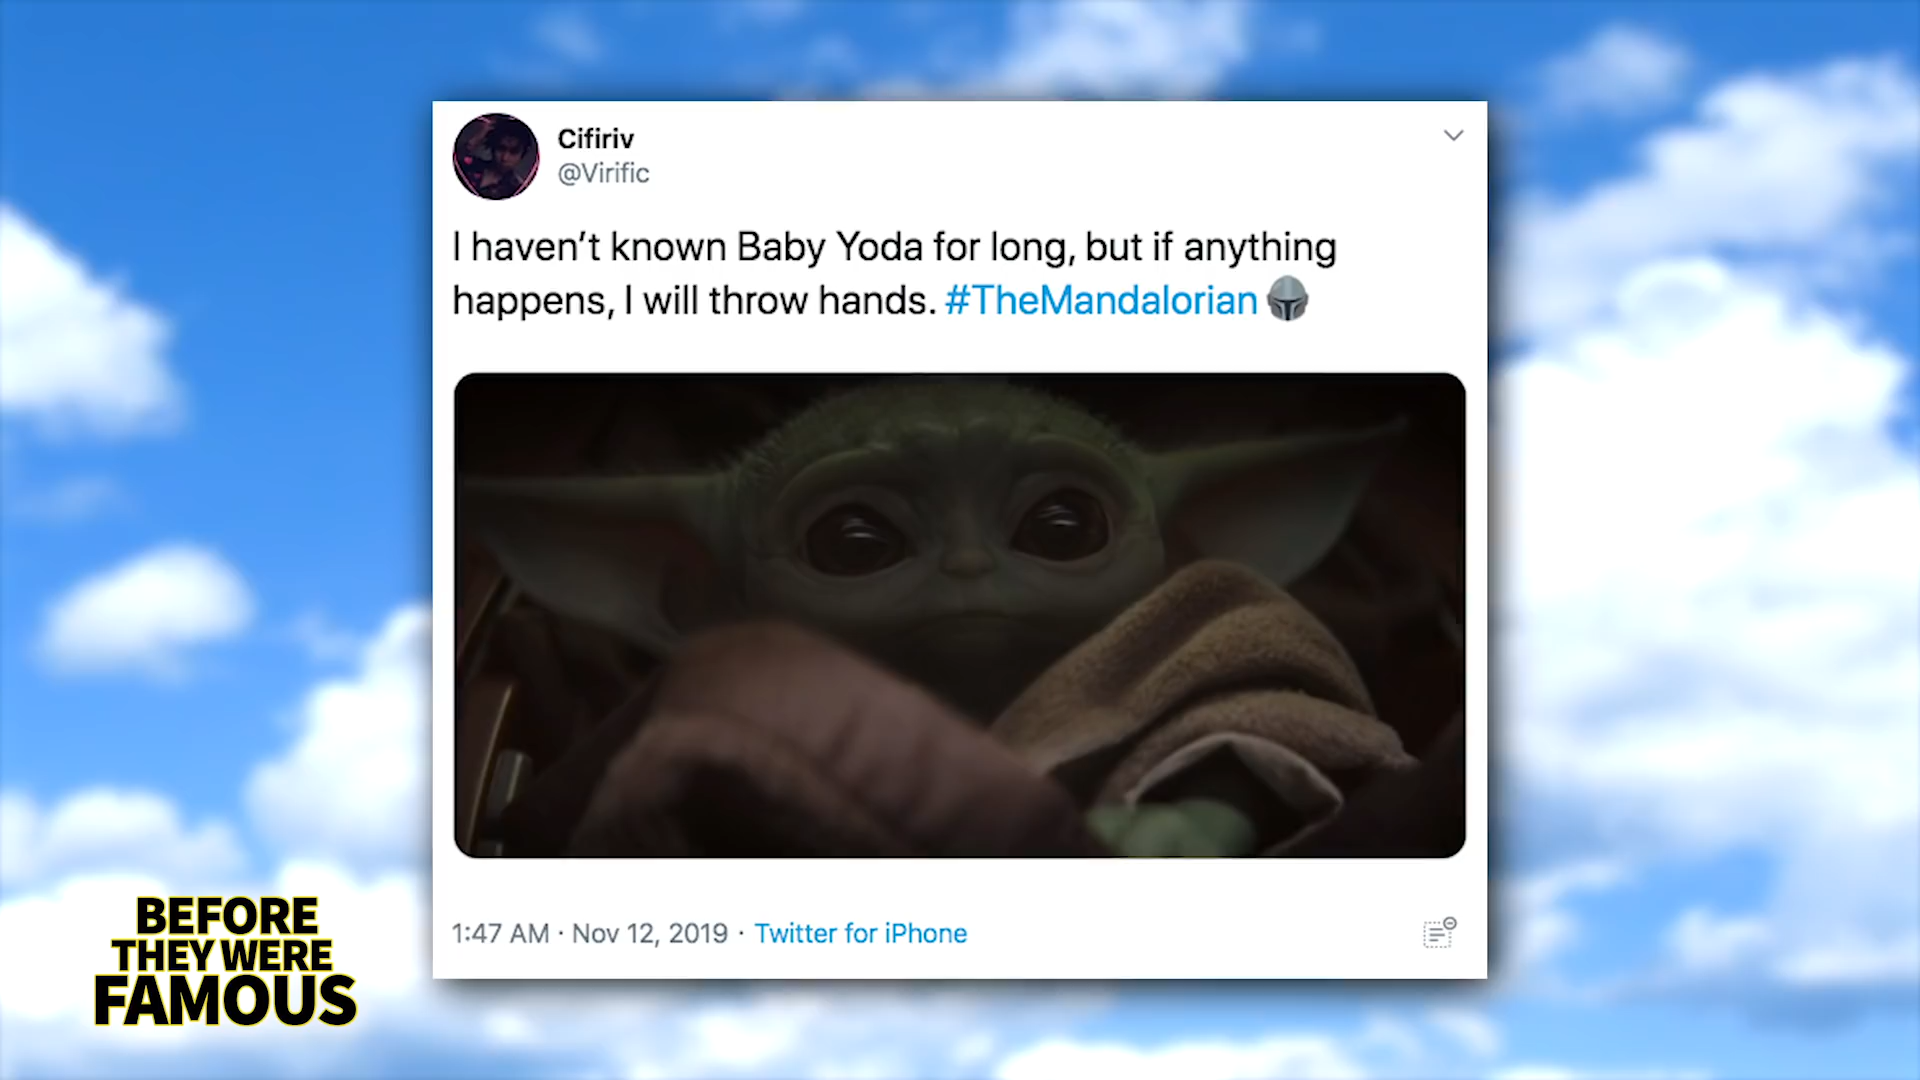 Cifiriv
@Virific
I haven’t known Baby Yoda for long, but if anything
happens, I will throw hands. #TheMandalorian
1:47 AM · Nov 12, 2019 · Twitter for iPhone
BEFORE
THEY WERE
FAMOUS